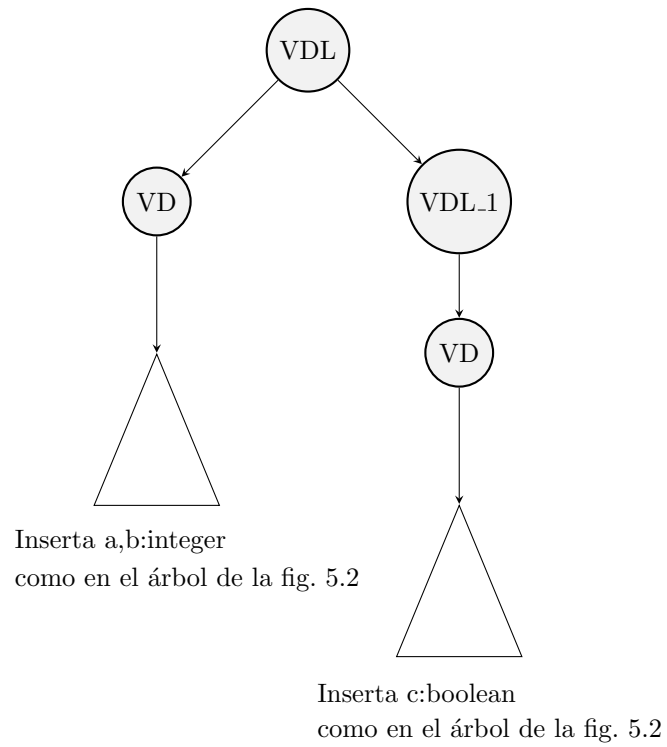 VDL
VD
VDL_1
VD
Inserta a,b:integer
como en el árbol de la fig. 5.2
Inserta c:boolean
como en el árbol de la fig. 5.2